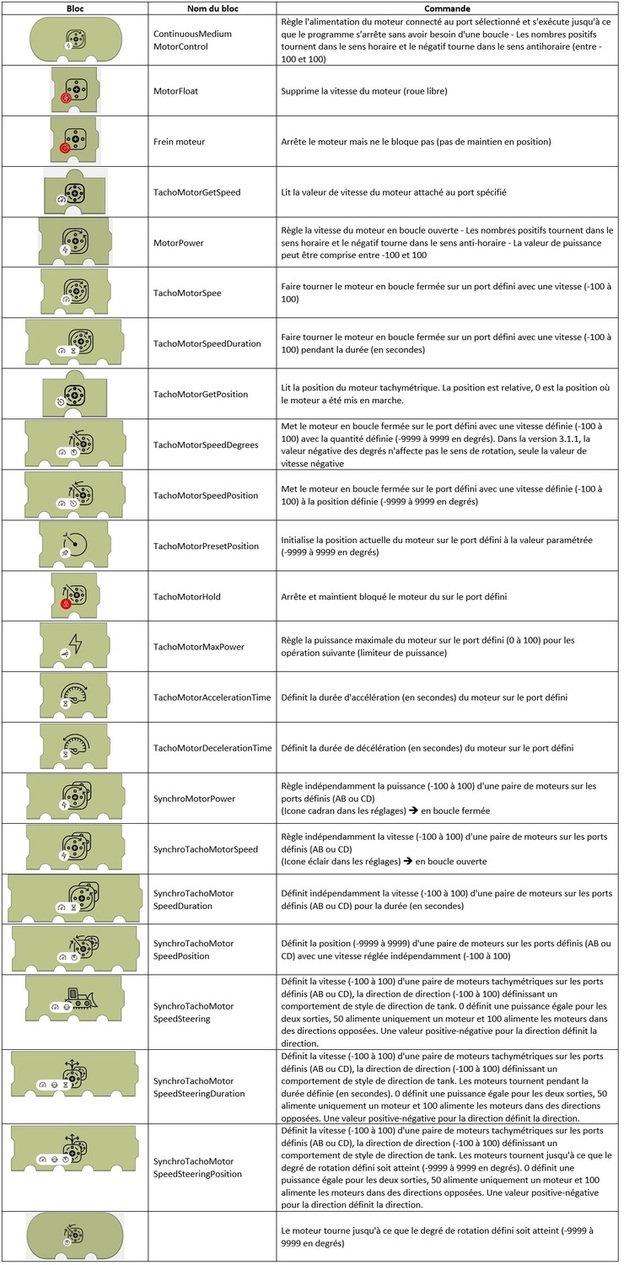 Bloc Nom du bloc Commande
ContinuousMedium
MotorControl
Règle l'alimentation du moteur connecté au port sélectionné et s'exécute jusqu'à ce
que le programme s'arrête sans avoir besoin d'une boucle - Les nombres positifs
tournent dans le sens horaire et le négatif tourne dans le sens antihoraire (entre -
100 et 100)
MotorFloat
Supprime la vitesse du moteur (roue libre)
Frein moteur
Arrête le moteur mais ne le bloque pas (pas de maintien en position)
TachoMotorGetSpeed
Lit la valeur de vitesse du moteur attaché au port spécifié
MotorPower
Règle la vitesse du moteur en boucle ouverte - Les nombres positifs tournent dans le
sens horaire et le négatif tourne dans le sens anti-horaire - La valeur de puissance
peut être comprise entre -100 et 100
TachoMotorSpee
Faire tourner le moteur en boucle fermée sur un port défini avec une vitesse (-100 à
100)
TachoMotorSpeedDuration
Faire tourner le moteur en boucle fermée sur un port défini avec une vitesse (-100 à
100) pendant la durée (en secondes)
TachoMotorGetPosition
Lit la position du moteur tachymétrique. La position est relative, 0 est la position où
le moteur a été mis en marche.
TachoMotorSpeedDegrees
Met le moteur en boucle fermée sur le port défini avec une vitesse définie (-100 à
100) avec la quantité définie (-9999 à 9999 en degrés). Dans la version 3.1.1, la
valeur négative des degrés n'affecte pas le sens de rotation, seule la valeur de
vitesse négative
TachoMotorSpeedPosition
Met le moteur en boucle fermée sur le port défini avec une vitesse définie (-100 à
100) à la position définie (-9999 à 9999 en degrés)
TachoMotorPresetPosition
Initialise la position actuelle du moteur sur le port défini à la valeur paramétrée
(-9999 à 9999 en degrés)
TachoMotorHold
Arrête et maintient bloqué le moteur du sur le port défini
TachoMotorMaxPower
Règle la puissance maximale du moteur sur le port défini (0 à 100) pour les
opération suivante (limiteur de puissance)
TachoMotorAccelerationTime
Définit la durée d'accélération (en secondes) du moteur sur le port défini
TachoMotorDecelerationTime
Définit la durée de décélération (en secondes) du moteur sur le port défini
SynchroMotorPower
Règle indépendamment la puissance (-100 à 100) d'une paire de moteurs sur les
ports définis (AB ou CD)
(Icone cadran dans les réglages) ➔ en boucle fermée
SynchroTachoMotorSpeed
Règle indépendamment la vitesse (-100 à 100) d'une paire de moteurs sur les ports
définis (AB ou CD)
(Icone éclair dans les réglages) ➔ en boucle ouverte
SynchroTachoMotor
SpeedDuration
Définit indépendamment la vitesse (-100 à 100) d'une paire de moteurs sur les ports
définis (AB ou CD) pour la durée (en secondes)
SynchroTachoMotor
SpeedPosition
Définit la position (-9999 à 9999) d'une paire de moteurs sur les ports définis (AB ou
CD) avec une vitesse réglée indépendamment (-100 à 100)
SynchroTachoMotor
SpeedSteering
Définit la vitesse (-100 à 100) d'une paire de moteurs tachymétriques sur les ports
définis (AB ou CD), la direction de direction (-100 à 100) définissant un
comportement de style de direction de tank. 0 définit une puissance égale pour les
deux sorties, 50 alimente uniquement un moteur et 100 alimente les moteurs dans
des directions opposées. Une valeur positive-négative pour la direction définit la
direction.
SynchroTachoMotor
SpeedSteeringDuration
Définit la vitesse (-100 à 100) d'une paire de moteurs tachymétriques sur les ports
définis (AB ou CD), la direction de direction (-100 à 100) définissant un
comportement de style de direction de tank. Les moteurs tournent pendant la
durée définie (en secondes). 0 définit une puissance égale pour les deux sorties, 50
alimente uniquement un moteur et 100 alimente les moteurs dans des directions
opposées. Une valeur positive-négative pour la direction définit la direction.
SynchroTachoMotor
SpeedSteeringPosition
Définit la vitesse (-100 à 100) d'une paire de moteurs tachymétriques sur les ports
définis (AB ou CD), la direction de direction (-100 à 100) définissant un
comportement de style de direction de tank. Les moteurs tournent jusqu'à ce que le
degré de rotation défini soit atteint (-9999 à 9999 en degrés). 0 définit une
puissance égale pour les deux sorties, 50 alimente uniquement un moteur et 100
alimente les moteurs dans des directions opposées. Une valeur positive-négative
pour la direction définit la direction.
Le moteur tourne jusqu'à ce que le degré de rotation défini soit atteint (-9999 à
9999 en degrés)